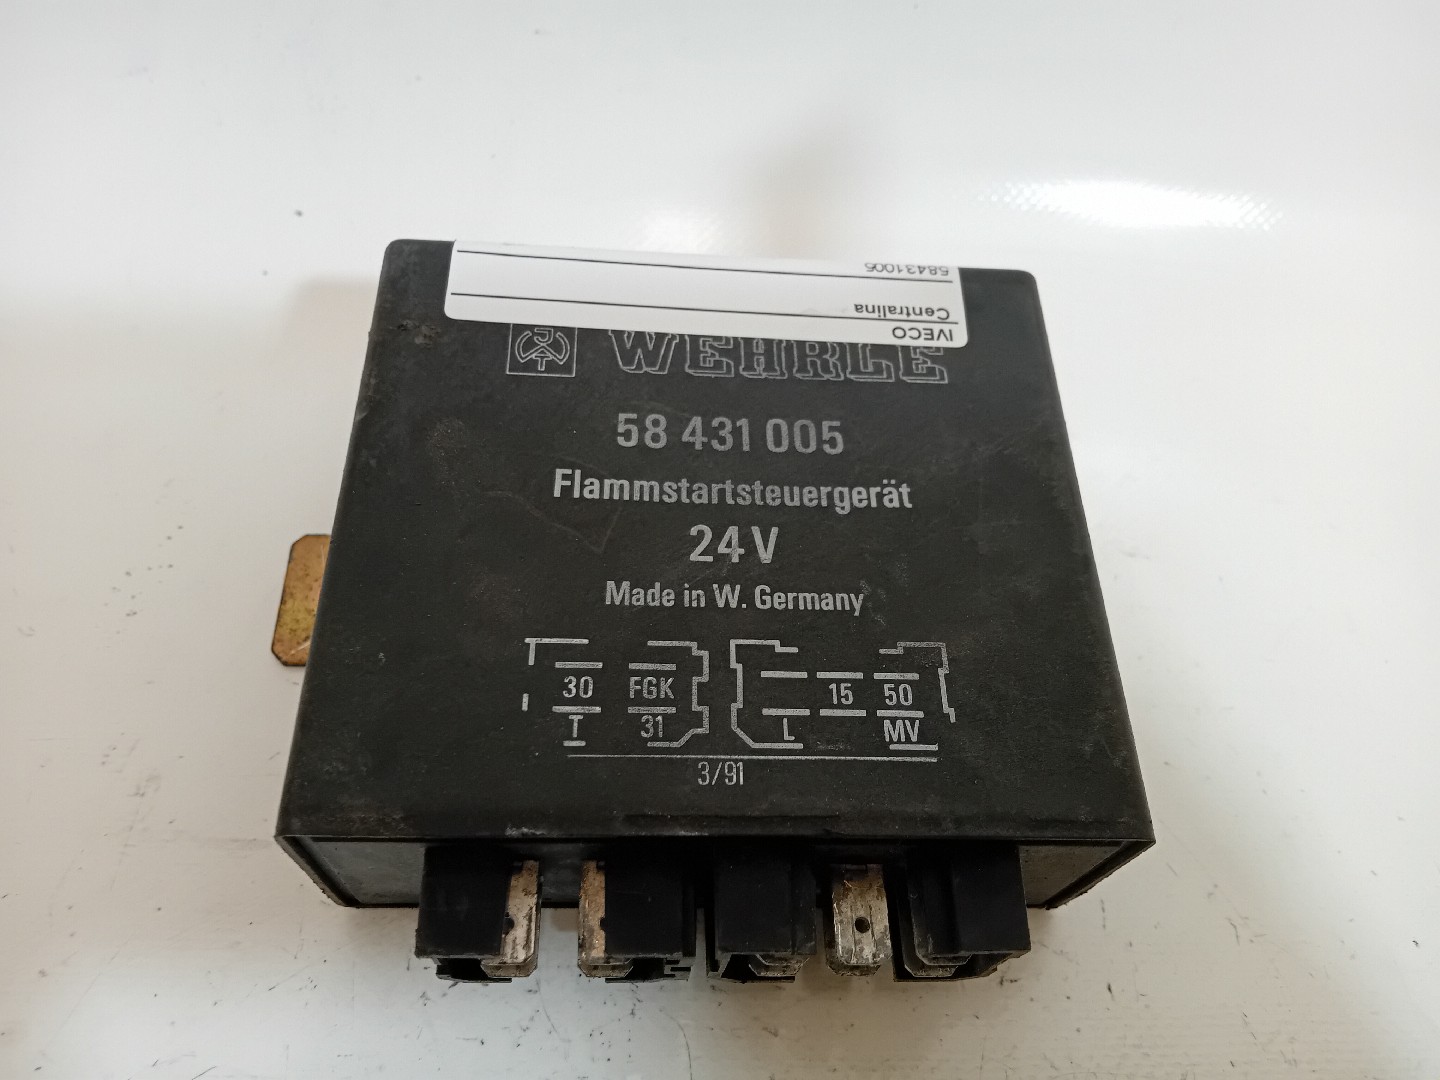 58431005
Centralina
IVECO
WEHRLE
58 431 005
Flammstartsteuergerät
24V
Made in W. Germany
30 FGK 15 50
T 31 L MV
3/91